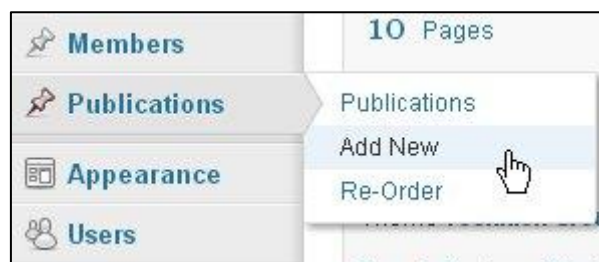 Members
Publications
Appearance
Users
10 Pages
Publications
Add New
Re-Order